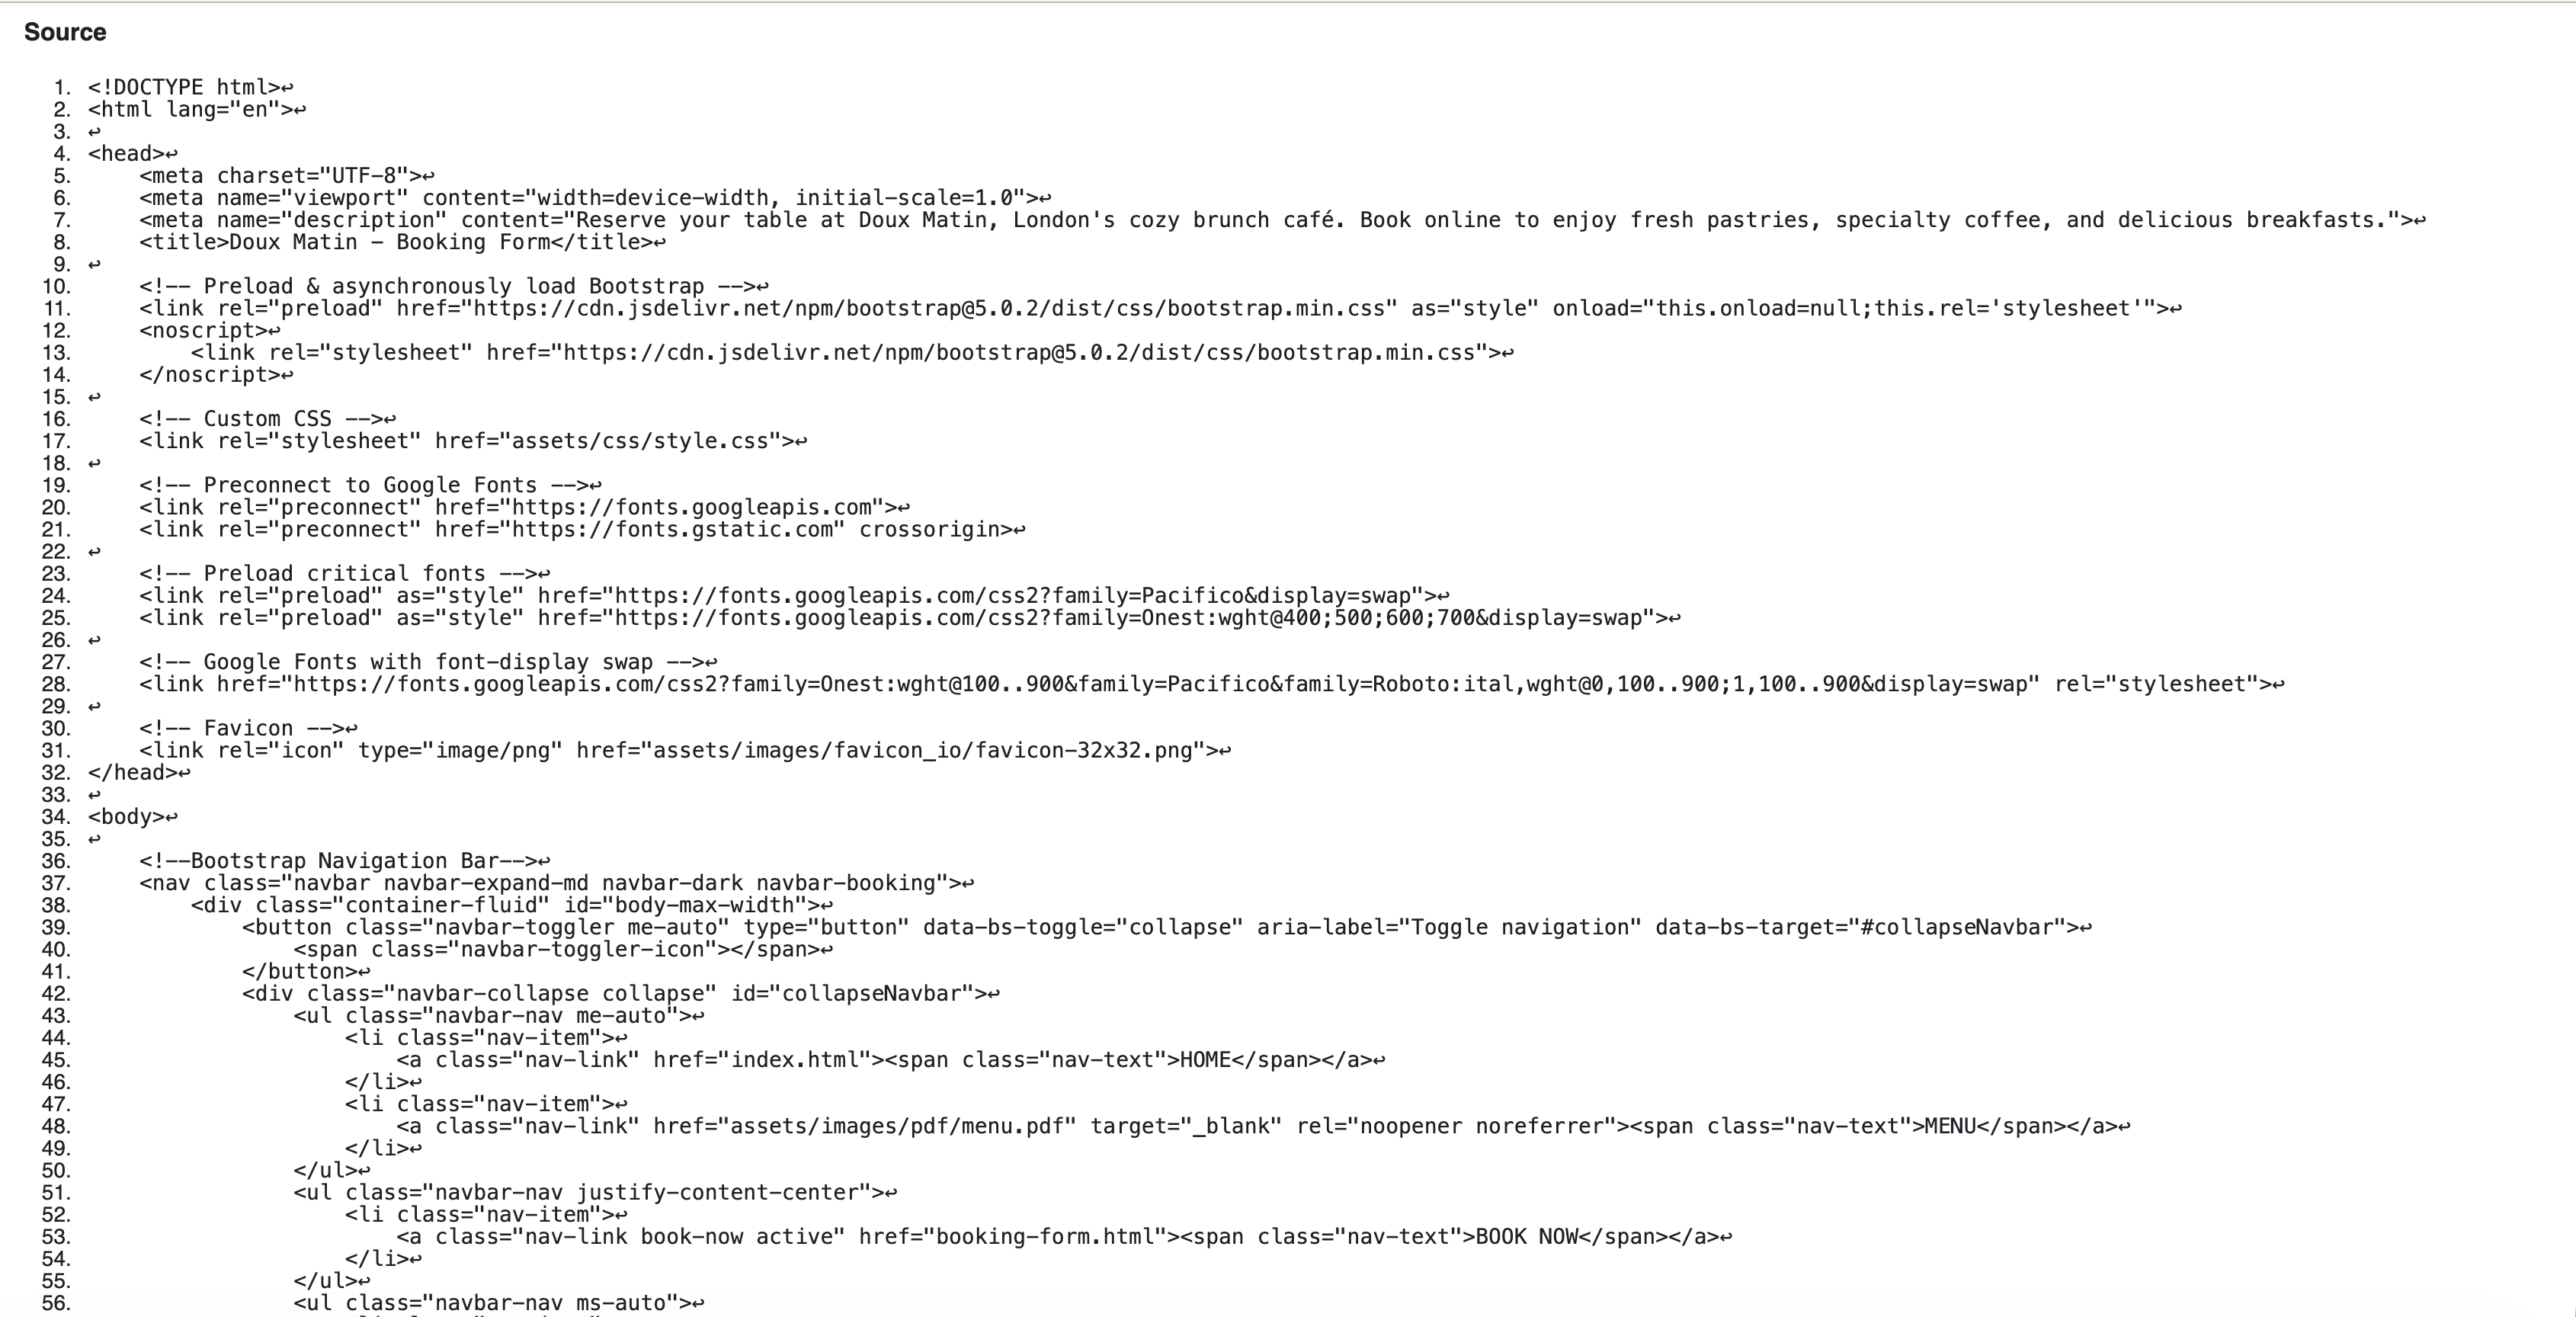 Source
1. <!DOCTYPE html>↩
2. <html lang="en">↩
3. ↩
4. <head>↩
5.     <meta charset="UTF-8">↩
6.     <meta name="viewport" content="width=device-width, initial-scale=1.0">↩
7.     <meta name="description" content="Reserve your table at Doux Matin, London's cozy brunch café. Book online to enjoy fresh pastries, specialty coffee, and delicious breakfasts.">↩
8.     <title>Doux Matin – Booking Form</title>↩
9. ↩
10.     <!-- Preload & asynchronously load Bootstrap -->↩
11.     <link rel="preload" href="https://cdn.jsdelivr.net/npm/bootstrap@5.0.2/dist/css/bootstrap.min.css" as="style" onload="this.onload=null;this.rel='stylesheet'">↩
12.     <noscript>↩
13.         <link rel="stylesheet" href="https://cdn.jsdelivr.net/npm/bootstrap@5.0.2/dist/css/bootstrap.min.css">↩
14.     </noscript>↩
15. ↩
16.     <!-- Custom CSS -->↩
17.     <link rel="stylesheet" href="assets/css/style.css">↩
18. ↩
19.     <!-- Preconnect to Google Fonts -->↩
20.     <link rel="preconnect" href="https://fonts.googleapis.com">↩
21.     <link rel="preconnect" href="https://fonts.gstatic.com" crossorigin>↩
22. ↩
23.     <!-- Preload critical fonts -->↩
24.     <link rel="preload" as="style" href="https://fonts.googleapis.com/css2?family=Pacifico&display=swap">↩
25.     <link rel="preload" as="style" href="https://fonts.googleapis.com/css2?family=Onest:wght@400;500;600;700&display=swap">↩
26. ↩
27.     <!-- Google Fonts with font-display swap -->↩
28.     <link href="https://fonts.googleapis.com/css2?family=Onest:wght@100..900&family=Pacifico&family=Roboto:ital,wght@0,100..900;1,100..900&display=swap" rel="stylesheet">↩
29. ↩
30.     <!-- Favicon -->↩
31.     <link rel="icon" type="image/png" href="assets/images/favicon_io/favicon-32x32.png">↩
32. </head>↩
33. ↩
34. <body>↩
35. ↩
36.     <!--Bootstrap Navigation Bar-->↩
37.     <nav class="navbar navbar-expand-md navbar-dark navbar-booking">↩
38.         <div class="container-fluid" id="body-max-width">↩
39.             <button class="navbar-toggler me-auto" type="button" data-bs-toggle="collapse" aria-label="Toggle navigation" data-bs-target="#collapseNavbar">↩
40.                 <span class="navbar-toggler-icon"></span>↩
41.             </button>↩
42.             <div class="navbar-collapse collapse" id="collapseNavbar">↩
43.                 <ul class="navbar-nav me-auto">↩
44.                     <li class="nav-item">↩
45.                         <a class="nav-link" href="index.html"><span class="nav-text">HOME</span></a>↩
46.                     </li>↩
47.                     <li class="nav-item">↩
48.                         <a class="nav-link" href="assets/images/pdf/menu.pdf" target="_blank" rel="noopener noreferrer"><span class="nav-text">MENU</span></a>↩
49.                     </li>↩
50.                 </ul>↩
51.                 <ul class="navbar-nav justify-content-center">↩
52.                     <li class="nav-item">↩
53.                         <a class="nav-link book-now active" href="booking-form.html"><span class="nav-text">BOOK NOW</span></a>↩
54.                     </li>↩
55.                 </ul>↩
56.                 <ul class="navbar-nav ms-auto">↩